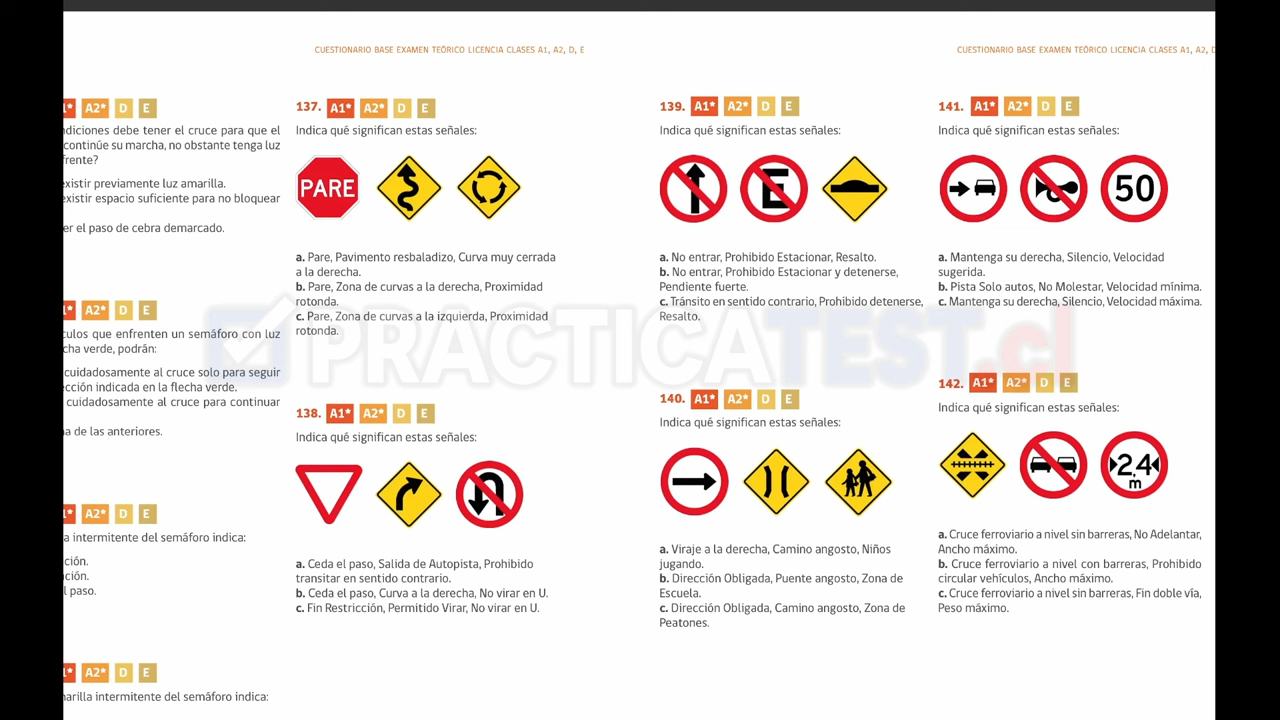 CUESTIONARIO BASE EXAMEN TEÓRICO LICENCIA CLASES A1, A2, D, E
A2* D E
condiciones debe tener el cruce para que el
continúe su marcha, no obstante tenga luz
frente?
existir previamente luz amarilla.
existir espacio suficiente para no bloquear
el paso de cebra demarcado.
A2* D E
que enfrenten un semáforo con luz
verde, podrán:
cuidadosamente al cruce solo para seguir
indicada en la flecha verde.
cuidadosamente al cruce para continuar
de las anteriores.
A2* D E
intermitente del semáforo indica:
paso.
A2* D E
intermitente del semáforo indica:
137. A1* A2* D E
Indica qué significan estas señales:
PARE
a. Pare, Pavimento resbaladizo, Curva muy cerrada
a la derecha.
b. Pare, Zona de curvas a la derecha, Proximidad
rotonda.
c. Pare, Zona de curvas a la izquierda, Proximidad
rotonda.
138. A1* A2* D E
Indica qué significan estas señales:
a. Ceda el paso, Salida de Autopista, Prohibido
transitar en sentido contrario.
b. Ceda el paso, Curva a la derecha, No virar en U.
c. Fin Restricción, Permitido Virar, No virar en U.
CUESTIONARIO BASE EXAMEN TEÓRICO LICENCIA CLASES A1, A2,
139. A1* A2* D E
Indica qué significan estas señales:
E
a. No entrar, Prohibido Estacionar, Resalto.
b. No entrar, Prohibido Estacionar y detenerse,
Pendiente fuerte.
c. Tránsito en sentido contrario, Prohibido detenerse,
Resalto.
140. A1* A2* D E
Indica qué significan estas señales:
a. Viraje a la derecha, Camino angosto, Niños
jugando.
b. Dirección Obligada, Puente angosto, Zona de
Escuela.
c. Dirección Obligada, Camino angosto, Zona de
Peatones.
141. A1* A2* D E
Indica qué significan estas señales:
50
a. Mantenga su derecha, Silencio, Velocidad
sugerida.
b. Pista Solo autos, No Molestar, Velocidad mínima.
c. Mantenga su derecha, Silencio, Velocidad máxima.
142. A1* A2* D E
Indica qué significan estas señales:
2,4
m
a. Cruce ferroviario a nivel sin barreras, No Adelantar,
Ancho máximo.
b. Cruce ferroviario a nivel con barreras, Prohibido
circular vehículos, Ancho máximo.
c. Cruce ferroviario a nivel sin barreras, Fin doble vía,
Peso máximo.
PRACTICATEST.cl